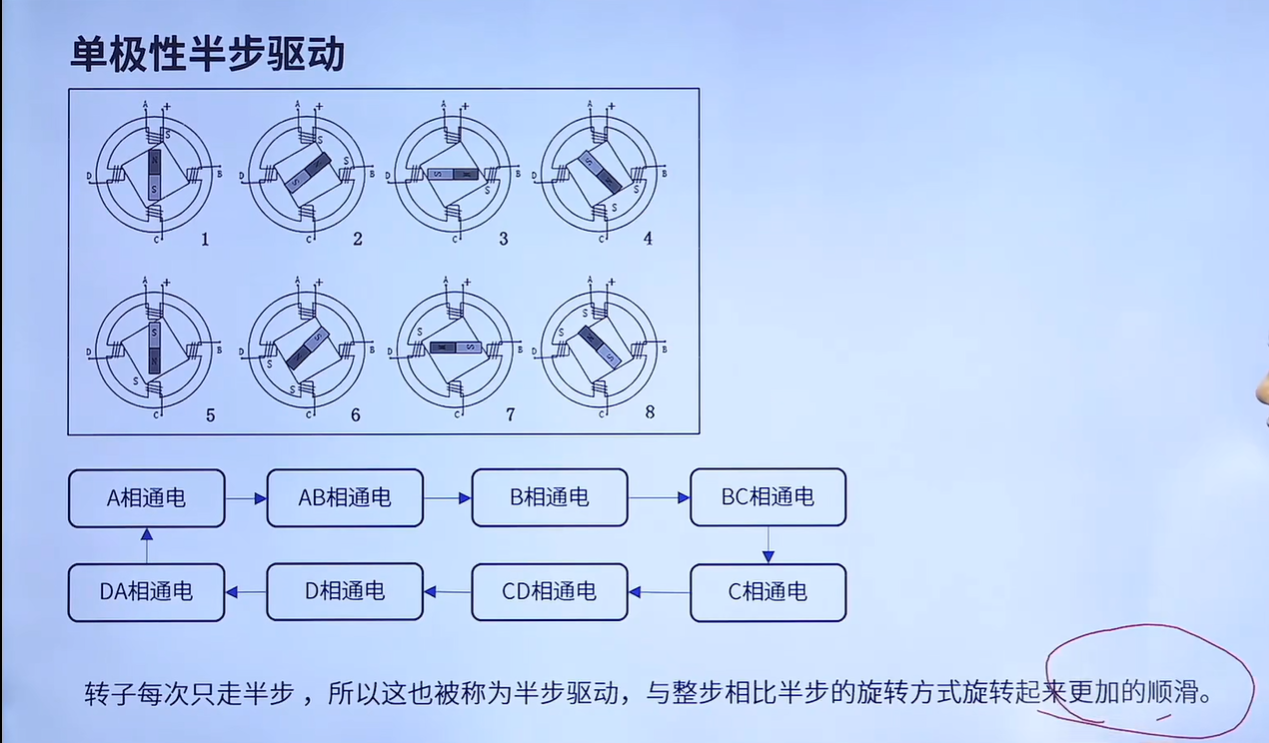 单极性半步驱动
A + S N S D B C 1
A + S N S S D B C 2
A + S N S D B C 3
A + S N S S D B C 4
A + S N S D B C 5
A + S S S D B C 6
A + S N S D B C 7
A + S S N S D B C 8
A相通电
AB相通电
B相通电
BC相通电
DA相通电
D相通电
CD相通电
C相通电
转子每次只走半步 ，所以这也被称为半步驱动，与整步相比半步的旋转方式旋转起来更加的顺滑。